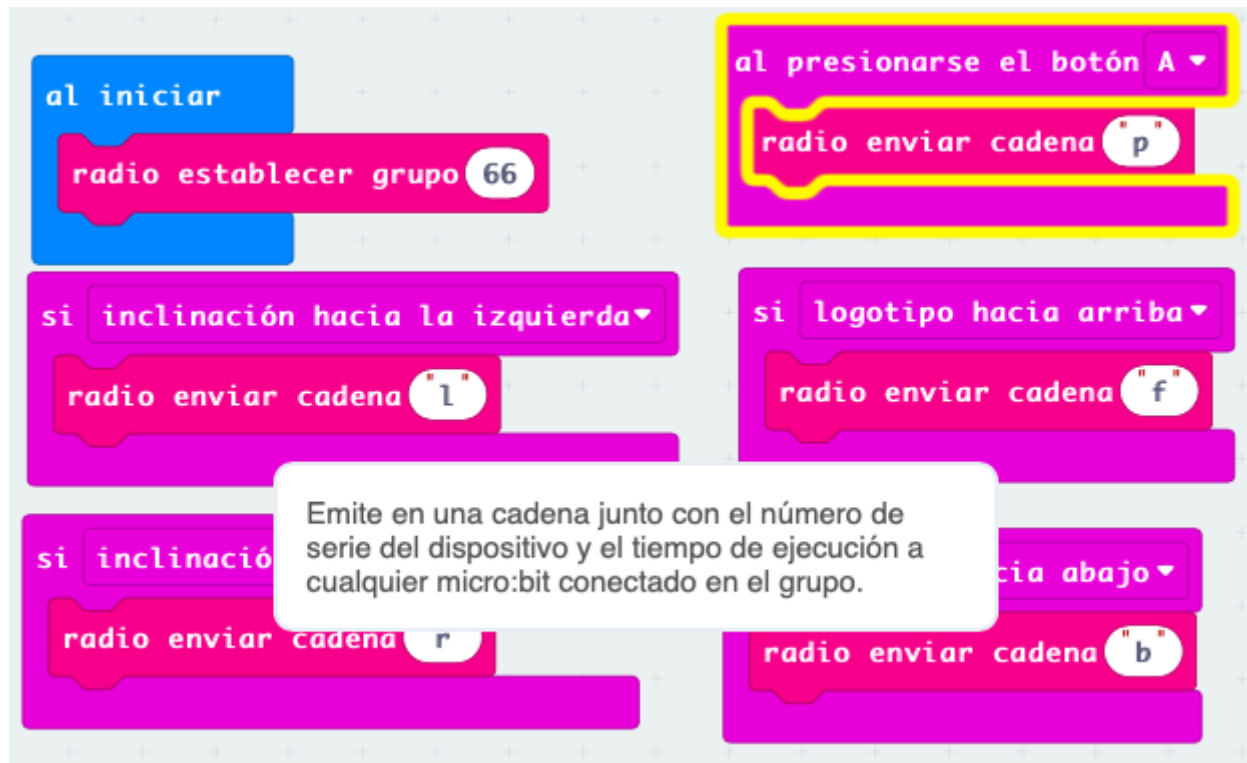 al iniciar
radio establecer grupo 66
al presionarse el botón A
radio enviar cadena "p"
si inclinación hacia la izquierda
radio enviar cadena "l"
si logotipo hacia arriba
radio enviar cadena "f"
Emite en una cadena junto con el número de
serie del dispositivo y el tiempo de ejecución a
cualquier micro:bit conectado en el grupo.
si
radio enviar cadena "r"
abajo
radio enviar cadena "b"